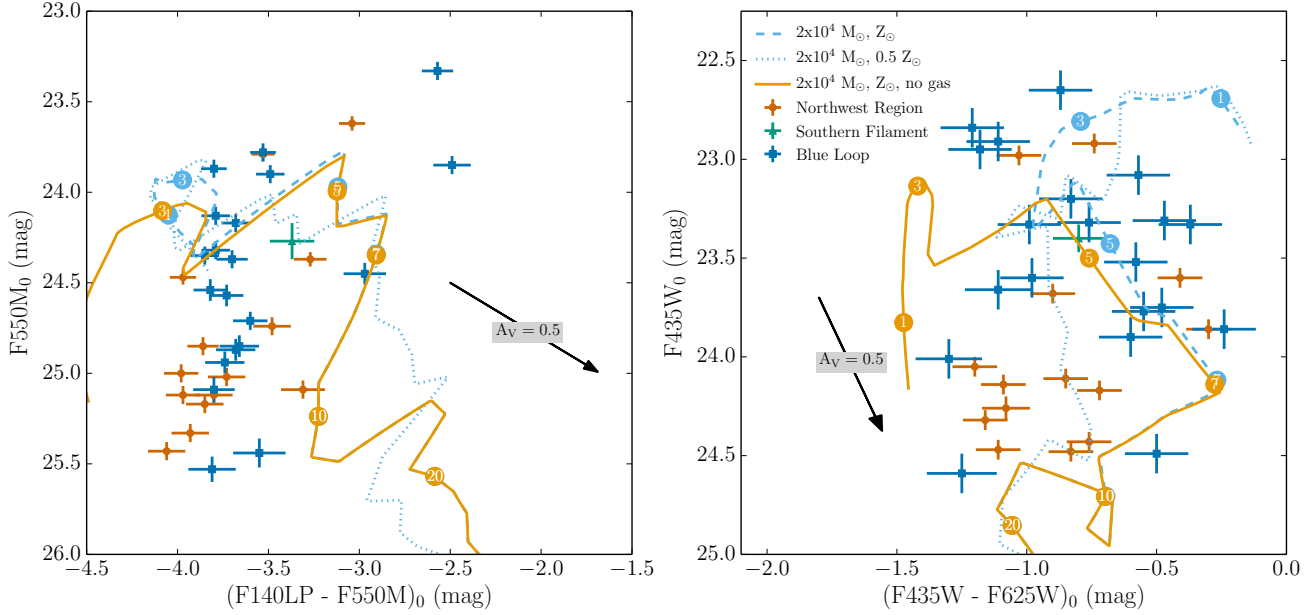 23.0
23.5
24.0
24.5
25.0
25.5
26.0
−4.5 −4.0 −3.5 −3.0 −2.5 −2.0 −1.5
(F140LP - F550M)₀ (mag)
F550M₀ (mag)
3
1
3
5
7
10
20
A_V = 0.5
22.5
23.0
23.5
24.0
24.5
25.0
−2.0 −1.5 −1.0 −0.5 0.0
(F435W - F625W)₀ (mag)
F435W₀ (mag)
2x10⁴ M☉, Z☉
2x10⁴ M☉, 0.5 Z☉
2x10⁴ M☉, Z☉, no gas
Northwest Region
Southern Filament
Blue Loop
1
3
3
5
5
1
7
10
20
A_V = 0.5